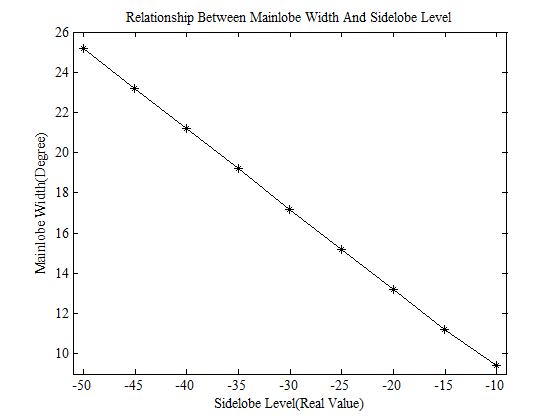 Relationship Between Mainlobe Width And Sidelobe Level
26
24
22
20
18
16
14
12
10
Mainlobe Width(Degree)
-50 -45 -40 -35 -30 -25 -20 -15 -10
Sidelobe Level(Real Value)